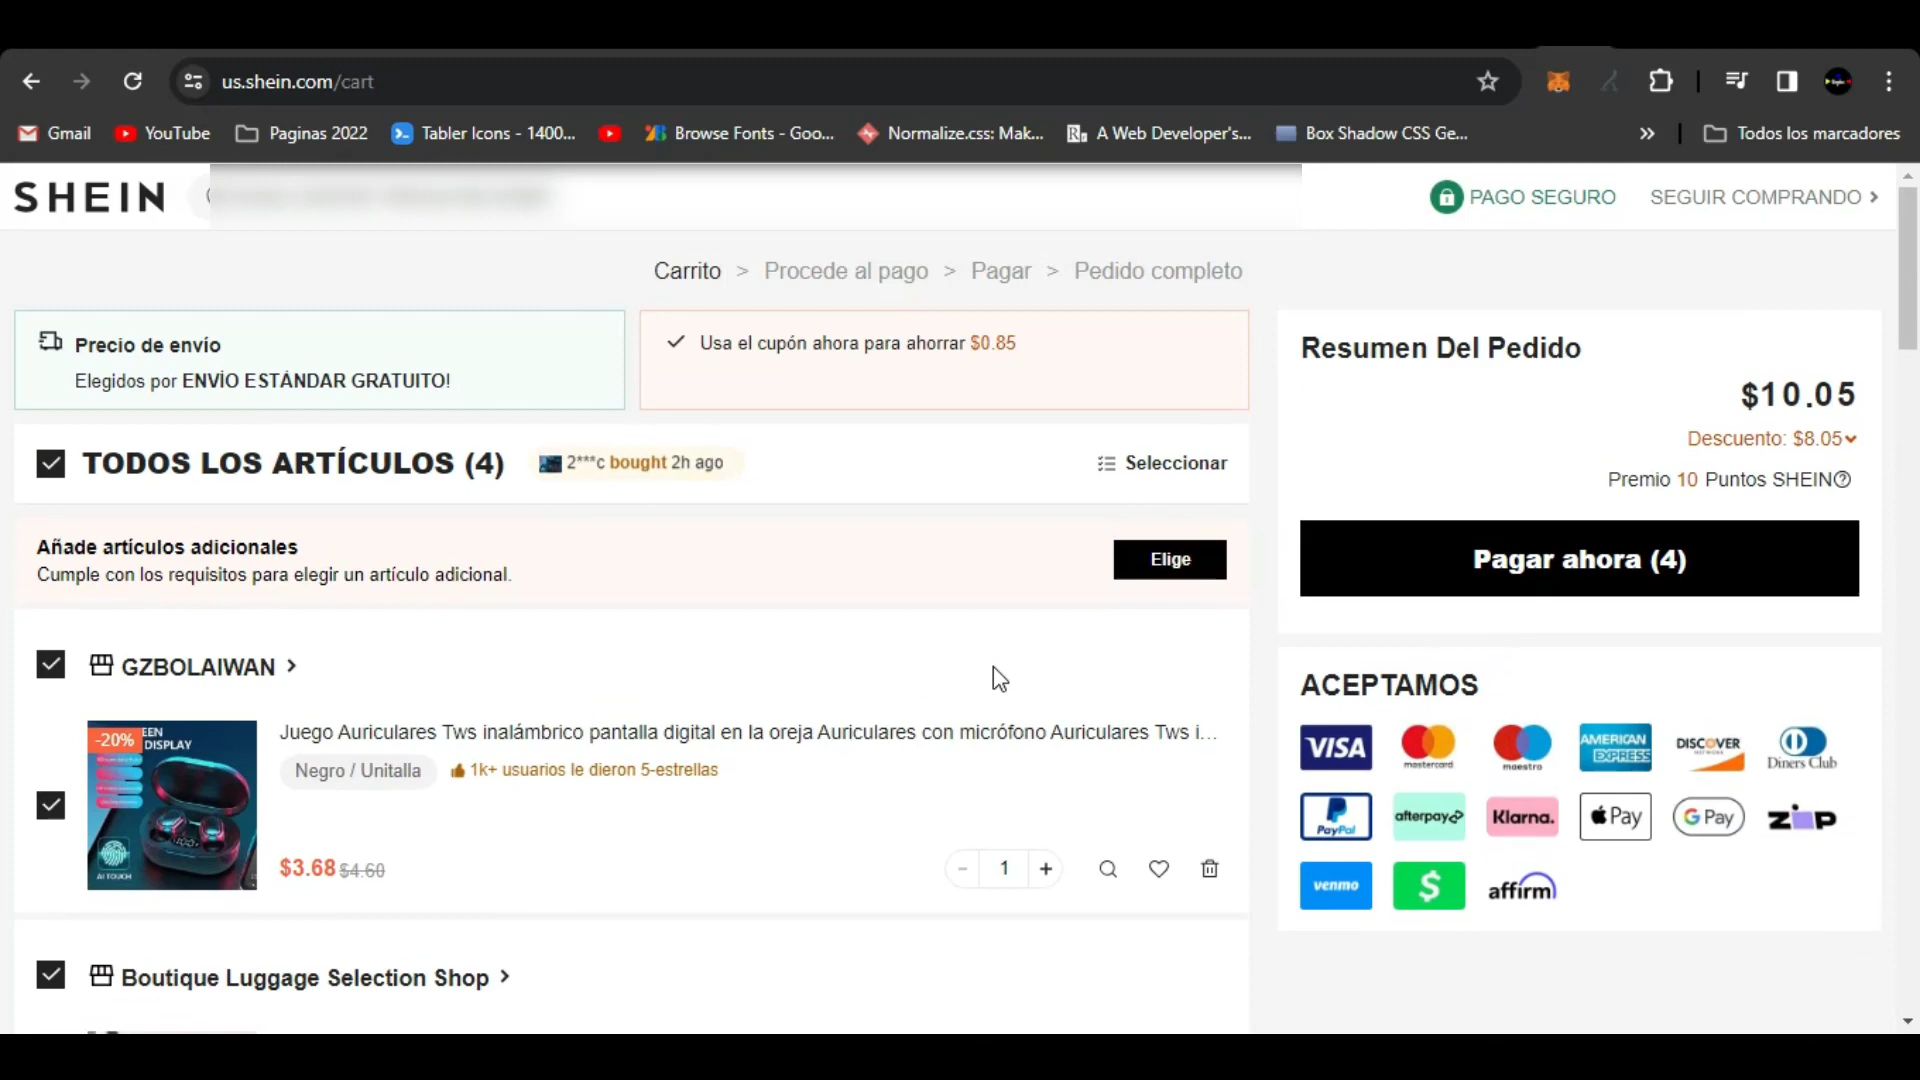 us.shein.com/cart
Gmail
YouTube
Paginas 2022
Tabler Icons - 1400...
Browse Fonts - Goo...
Normalize.css: Mak...
A Web Developer's...
Box Shadow CSS Ge...
Todos los marcadores
SHEIN
PAGO SEGURO
SEGUIR COMPRANDO >
Carrito > Procede al pago > Pagar > Pedido completo
Precio de envío
Elegidos por ENVÍO ESTÁNDAR GRATUITO!
Usa el cupón ahora para ahorrar $0.85
Resumen Del Pedido
$10.05
Descuento: $8.05
Premio 10 Puntos SHEIN
Pagar ahora (4)
TODOS LOS ARTÍCULOS (4)
2***c bought 2h ago
Seleccionar
Añade artículos adicionales
Cumple con los requisitos para elegir un artículo adicional.
Elige
GZBOLAIWAN >
-20%
EEN
DISPLAY
AI TOUCH
Juego Auriculares Tws inalámbrico pantalla digital en la oreja Auriculares con micrófono Auriculares Tws i...
Negro / Unitalla
1k+ usuarios le dieron 5-estrellas
$3.68 $4.60
- 1 +
Boutique Luggage Selection Shop >
ACEPTAMOS
VISA
mastercard
maestro
AMERICAN EXPRESS
DISCOVER
Diners Club
PayPal
afterpay
Klarna.
Pay
G Pay
ZIP
venmo
$
affirm